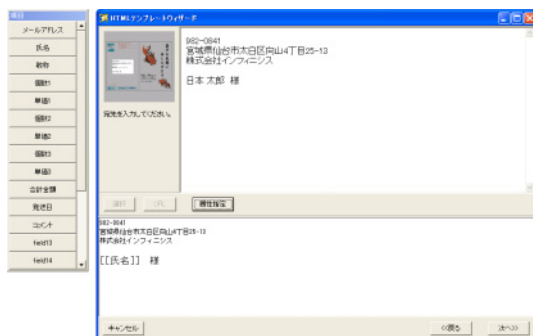 項目
メールアドレス
氏名
敬称
個数1
単価1
個数2
単価2
個数3
単価3
合計金額
発送日
コメント
field13
field14
HTMLテンプレートウィザード
宛先を入力してください。
982-0841
宮城県仙台市太白区向山4丁目25-13
株式会社インフィニシス
日本 太郎 様
選択
URL
属性指定
982-0841
宮城県仙台市太白区向山4丁目25-13
株式会社インフィニシス
[[氏名]] 様
キャンセル
<<戻る
次へ>>